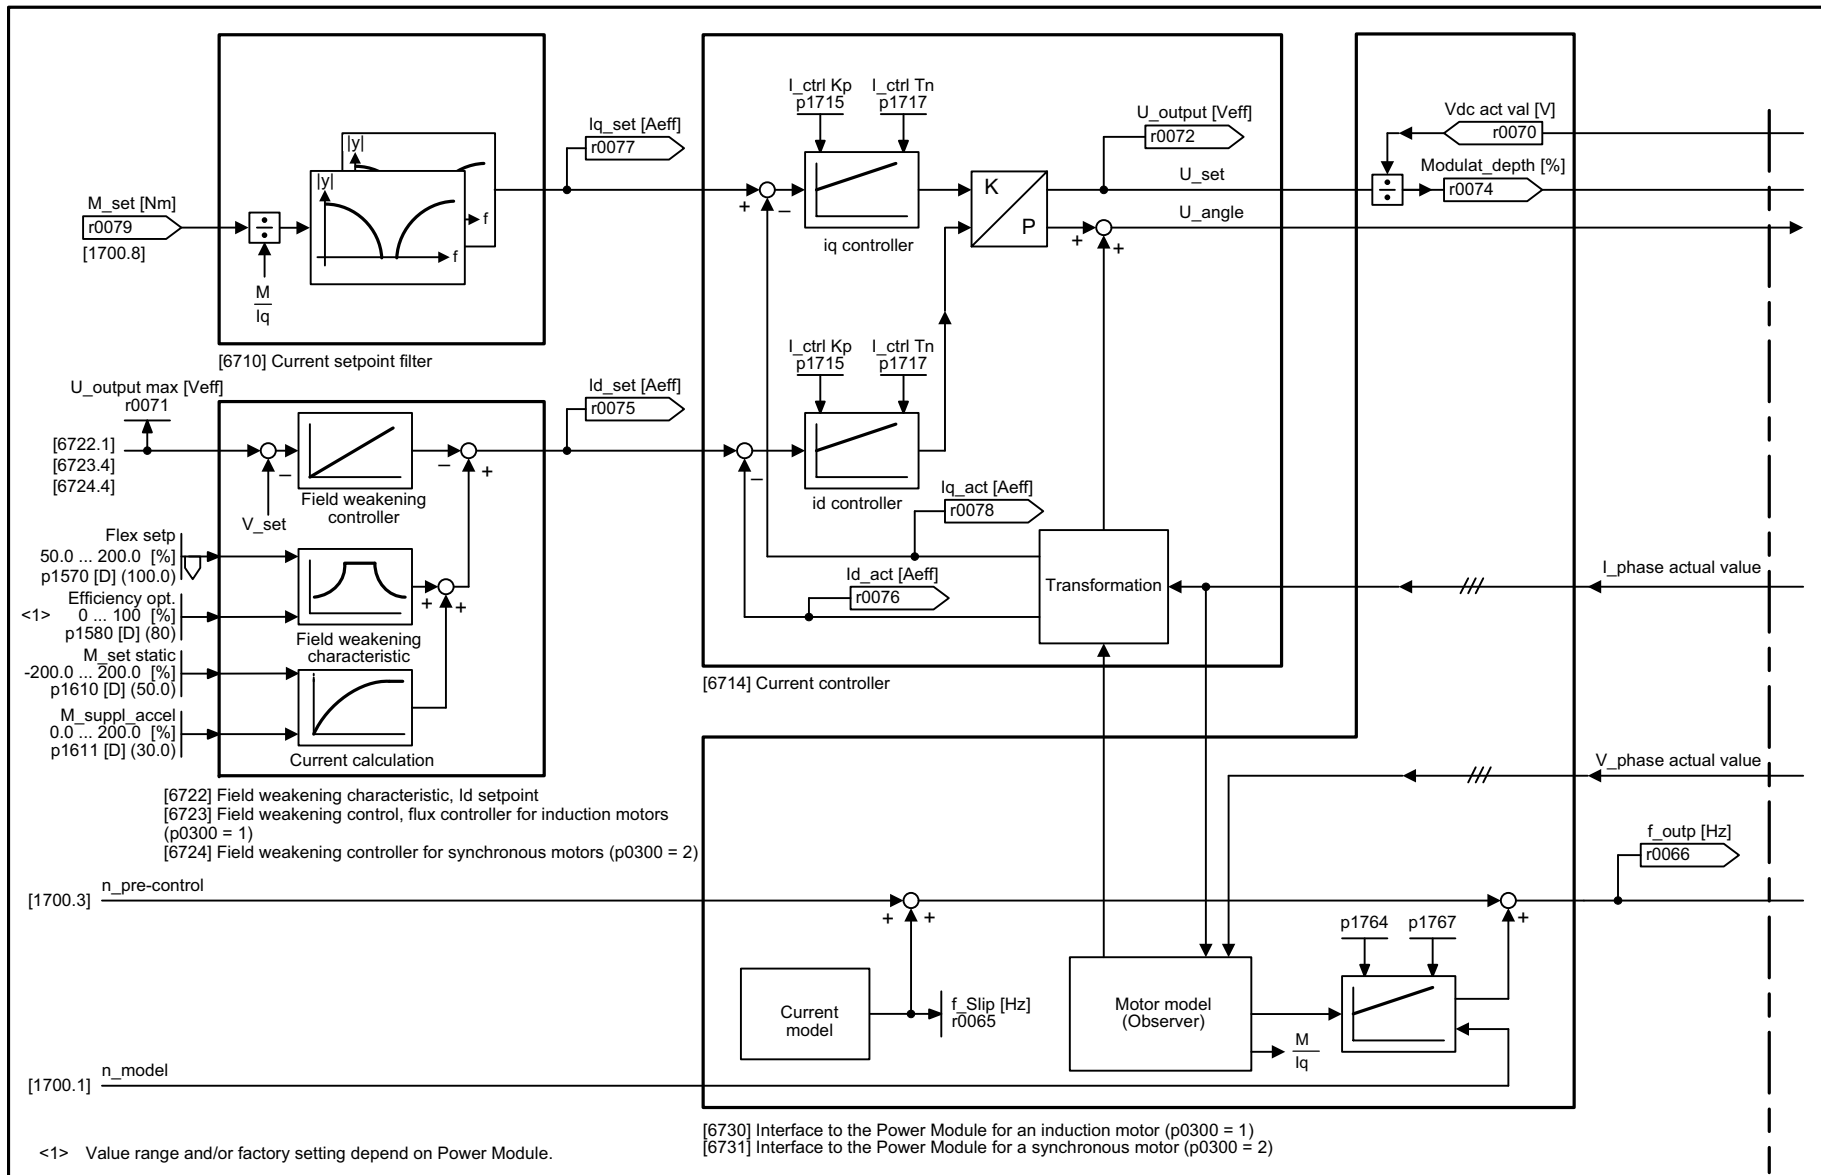 M_set [Nm]
r0079
[1700.8]
M
Iq
|y|
f
|y|
f
[6710] Current setpoint filter
Iq_set [Aeff]
r0077
U_output max [Veff]
r0071
[6722.1]
[6723.4]
[6724.4]
V_set
–
Field weakening
controller
– +
Id_set [Aeff]
r0075
Flex setp
50.0 ... 200.0 [%]
p1570 [D] (100.0)
Efficiency opt.
<1> 0 ... 100 [%]
p1580 [D] (80)
Field weakening
characteristic
+ +
M_set static
-200.0 ... 200.0 [%]
p1610 [D] (50.0)
M_suppl_accel
0.0 ... 200.0 [%]
p1611 [D] (30.0)
Current calculation
[6722] Field weakening characteristic, Id setpoint
[6723] Field weakening control, flux controller for induction motors
(p0300 = 1)
[6724] Field weakening controller for synchronous motors (p0300 = 2)
I_ctrl Kp
p1715
I_ctrl Tn
p1717
+ –
iq controller
K
P
U_output [Veff]
r0072
U_set
U_angle
+ +
I_ctrl Kp
p1715
I_ctrl Tn
p1717
+ –
id controller
Iq_act [Aeff]
r0078
Id_act [Aeff]
r0076
Transformation
[6714] Current controller
Vdc act val [V]
r0070
Modulat_depth [%]
r0074
I_phase actual value
V_phase actual value
f_outp [Hz]
r0066
[1700.3] n_pre-control
+ +
+
Current
model
f_Slip [Hz]
r0065
Motor model
(Observer)
M
Iq
p1764
p1767
[1700.1] n_model
[6730] Interface to the Power Module for an induction motor (p0300 = 1)
[6731] Interface to the Power Module for a synchronous motor (p0300 = 2)
<1> Value range and/or factory setting depend on Power Module.